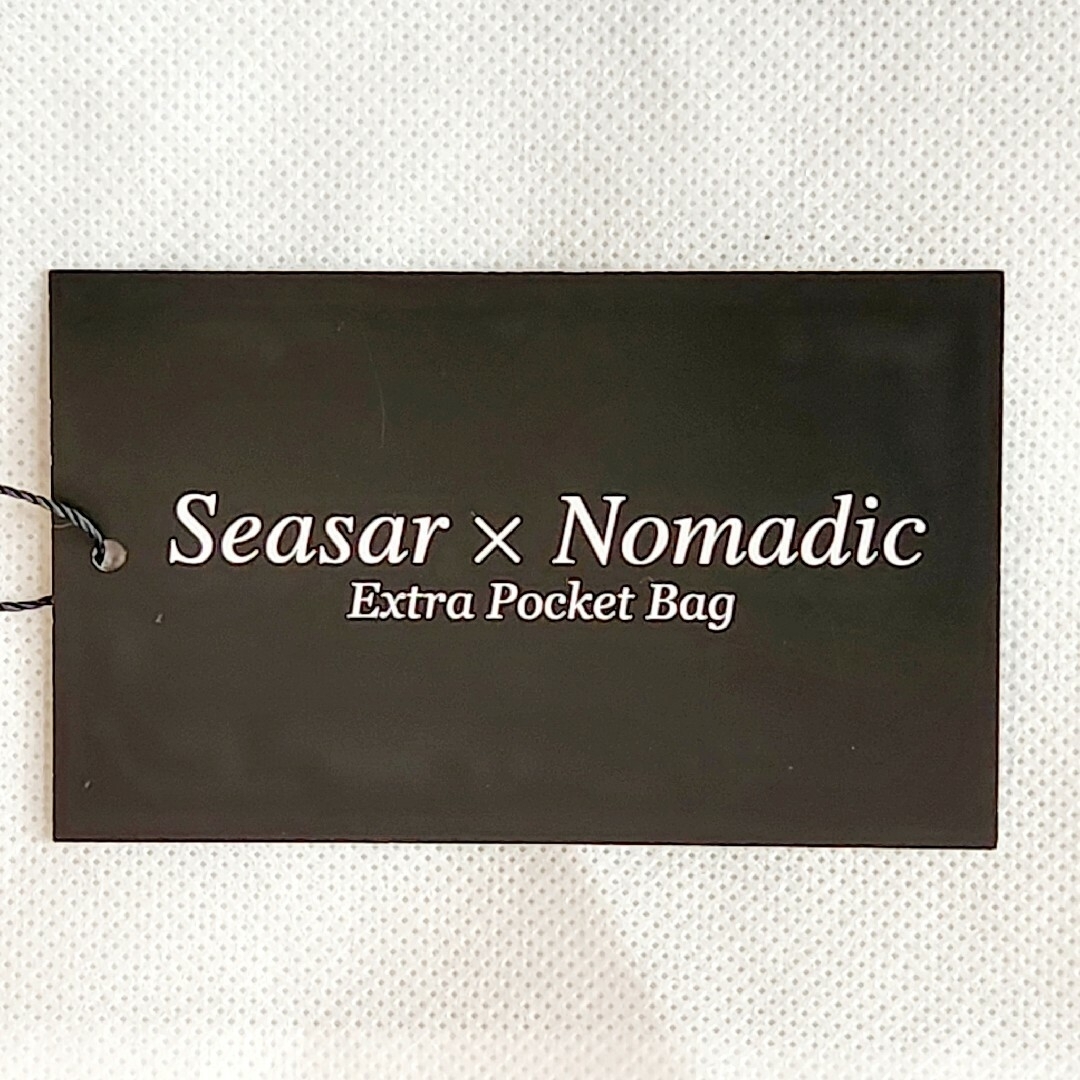 Seasar × Nomadic
Extra Pocket Bag